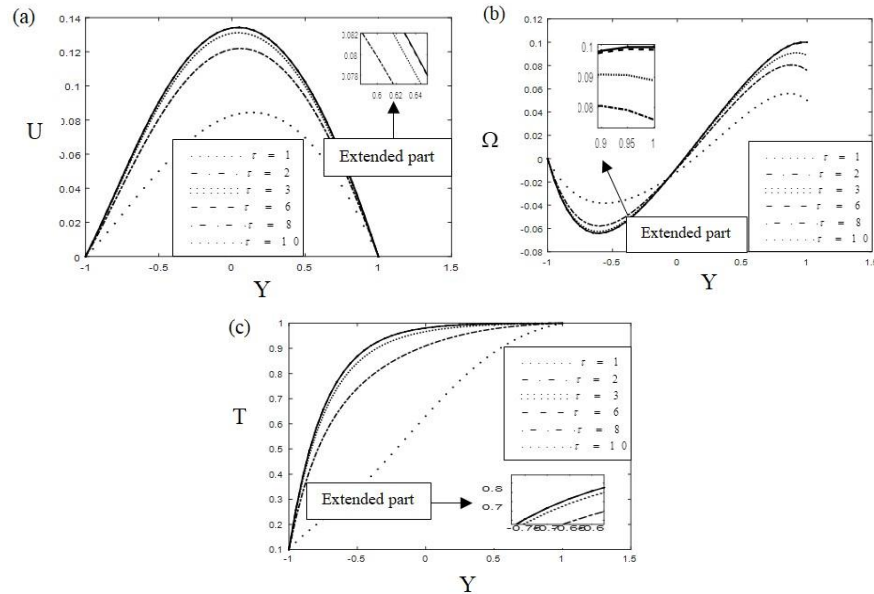 (a)
0.14
0.12
0.1
0.08
0.06
0.04
0.02
0
U
0.082
0.08
0.078
0.6 0.62 0.64
Extended part
τ = 1
τ = 2
τ = 3
τ = 6
τ = 8
τ = 10
-1 -0.5 0 0.5 1 1.5
Y
(b)
0.1
0.08
0.06
0.04
0.02
0
-0.02
-0.04
-0.06
-0.08
Ω
0.1
0.09
0.08
0.9 0.95 1
Extended part
τ = 1
τ = 2
τ = 3
τ = 6
τ = 8
τ = 10
-1 -0.5 0 0.5 1 1.5
Y
(c)
1
0.9
0.8
0.7
0.6
0.5
0.4
0.3
0.2
0.1
T
τ = 1
τ = 2
τ = 3
τ = 6
τ = 8
τ = 10
Extended part
0.8
0.7
-1 -0.5 0 0.5 1 1.5
Y